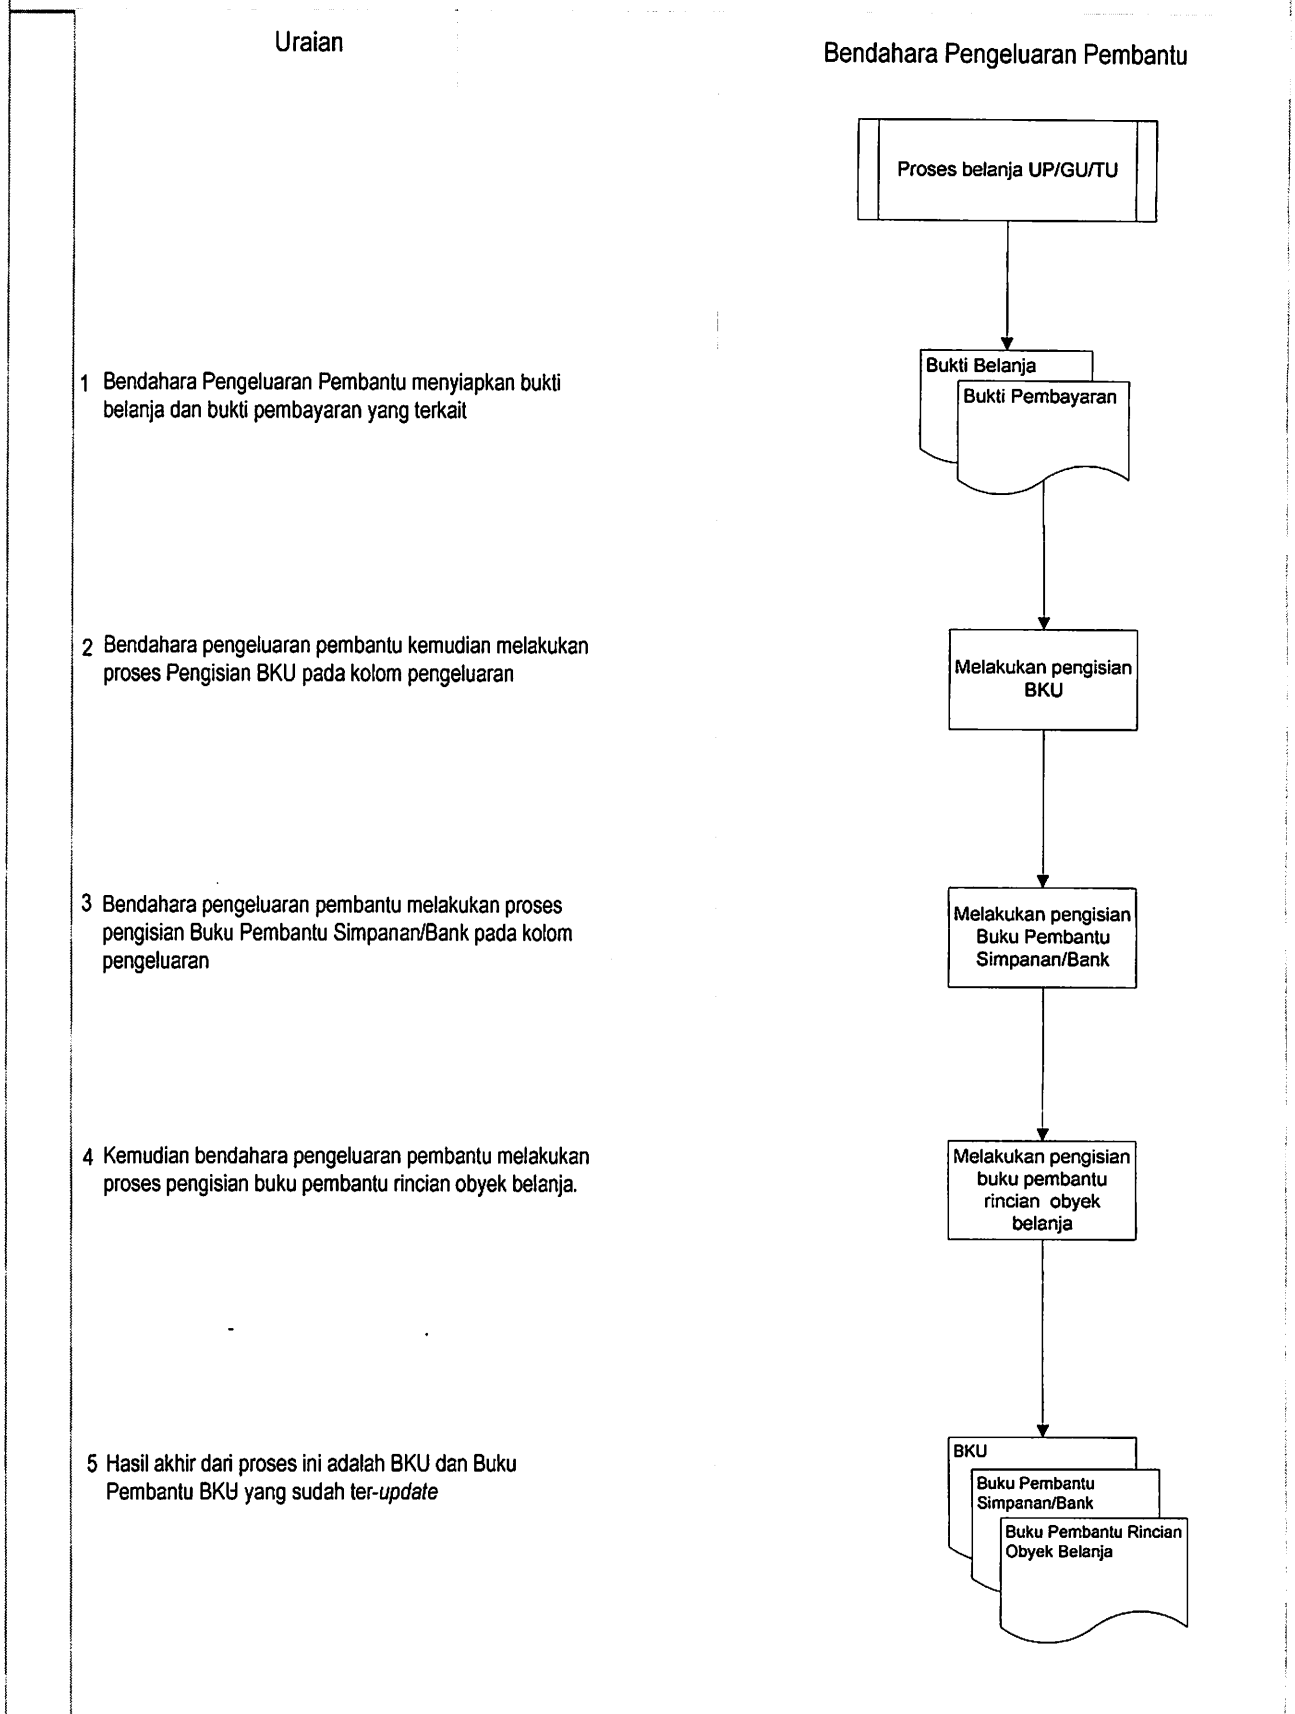 Uraian
Bendahara Pengeluaran Pembantu
Proses belanja UP/GU/TU
1 Bendahara Pengeluaran Pembantu menyiapkan bukti
belanja dan bukti pembayaran yang terkait
Bukti Belanja
Bukti Pembayaran
2 Bendahara pengeluaran pembantu kemudian melakukan
proses Pengisian BKU pada kolom pengeluaran
Melakukan pengisian
BKU
3 Bendahara pengeluaran pembantu melakukan proses
pengisian Buku Pembantu Simpanan/Bank pada kolom
pengeluaran
Melakukan pengisian
Buku Pembantu
Simpanan/Bank
4 Kemudian bendahara pengeluaran pembantu melakukan
proses pengisian buku pembantu rincian obyek belanja.
Melakukan pengisian
buku pembantu
rincian obyek
belanja
5 Hasil akhir dari proses ini adalah BKU dan Buku
Pembantu BKU yang sudah ter-update
BKU
Buku Pembantu
Simpanan/Bank
Buku Pembantu Rincian
Obyek Belanja